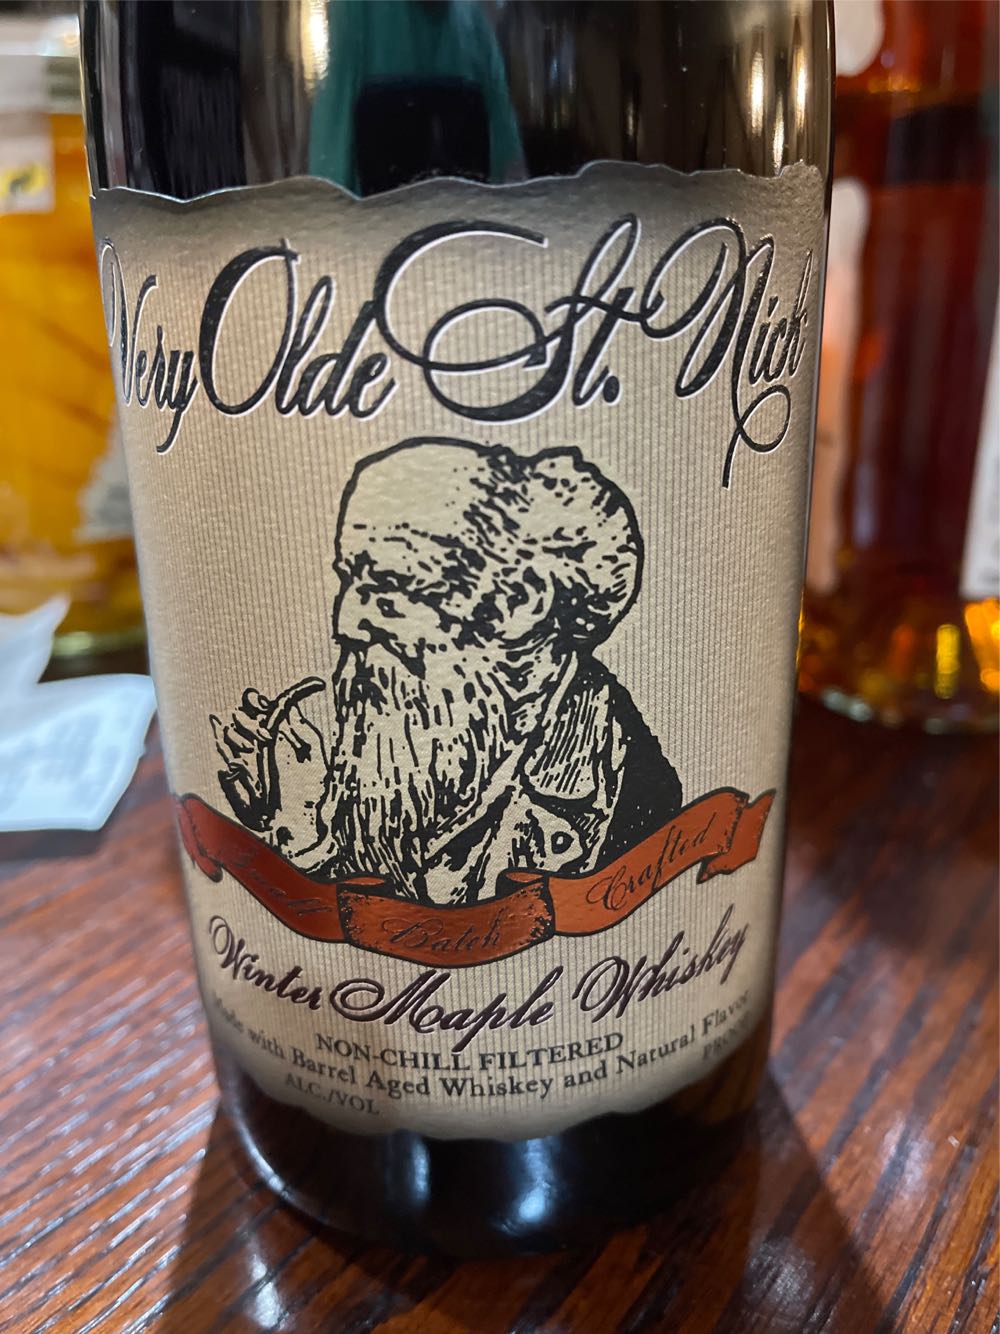 Very Olde St. Nick
Small Batch Crafted
Winter Maple Whiskey
NON-CHILL FILTERED
Made with Barrel Aged Whiskey and Natural Flavor
ALC./VOL PROOF